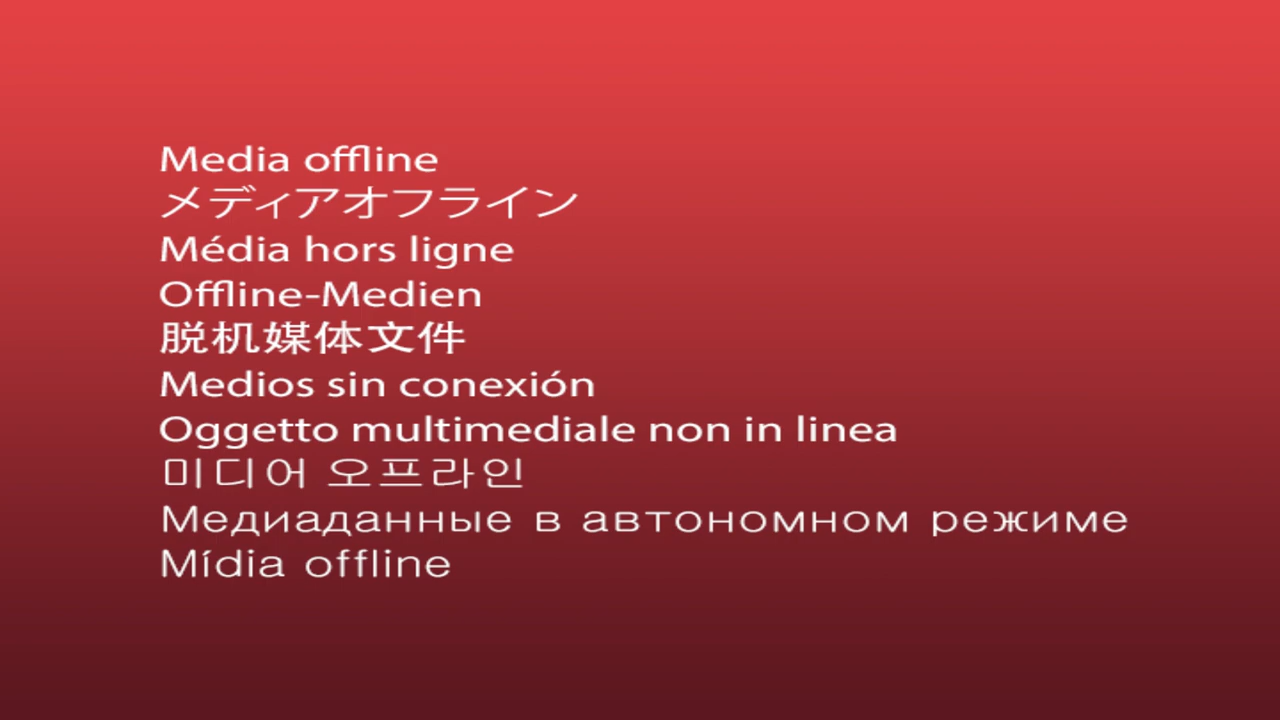 Media offline
メディアオフライン
Média hors ligne
Offline-Medien
脱机媒体文件
Medios sin conexión
Oggetto multimediale non in linea
미디어 오프라인
Медиаданные в автономном режиме
Mídia offline